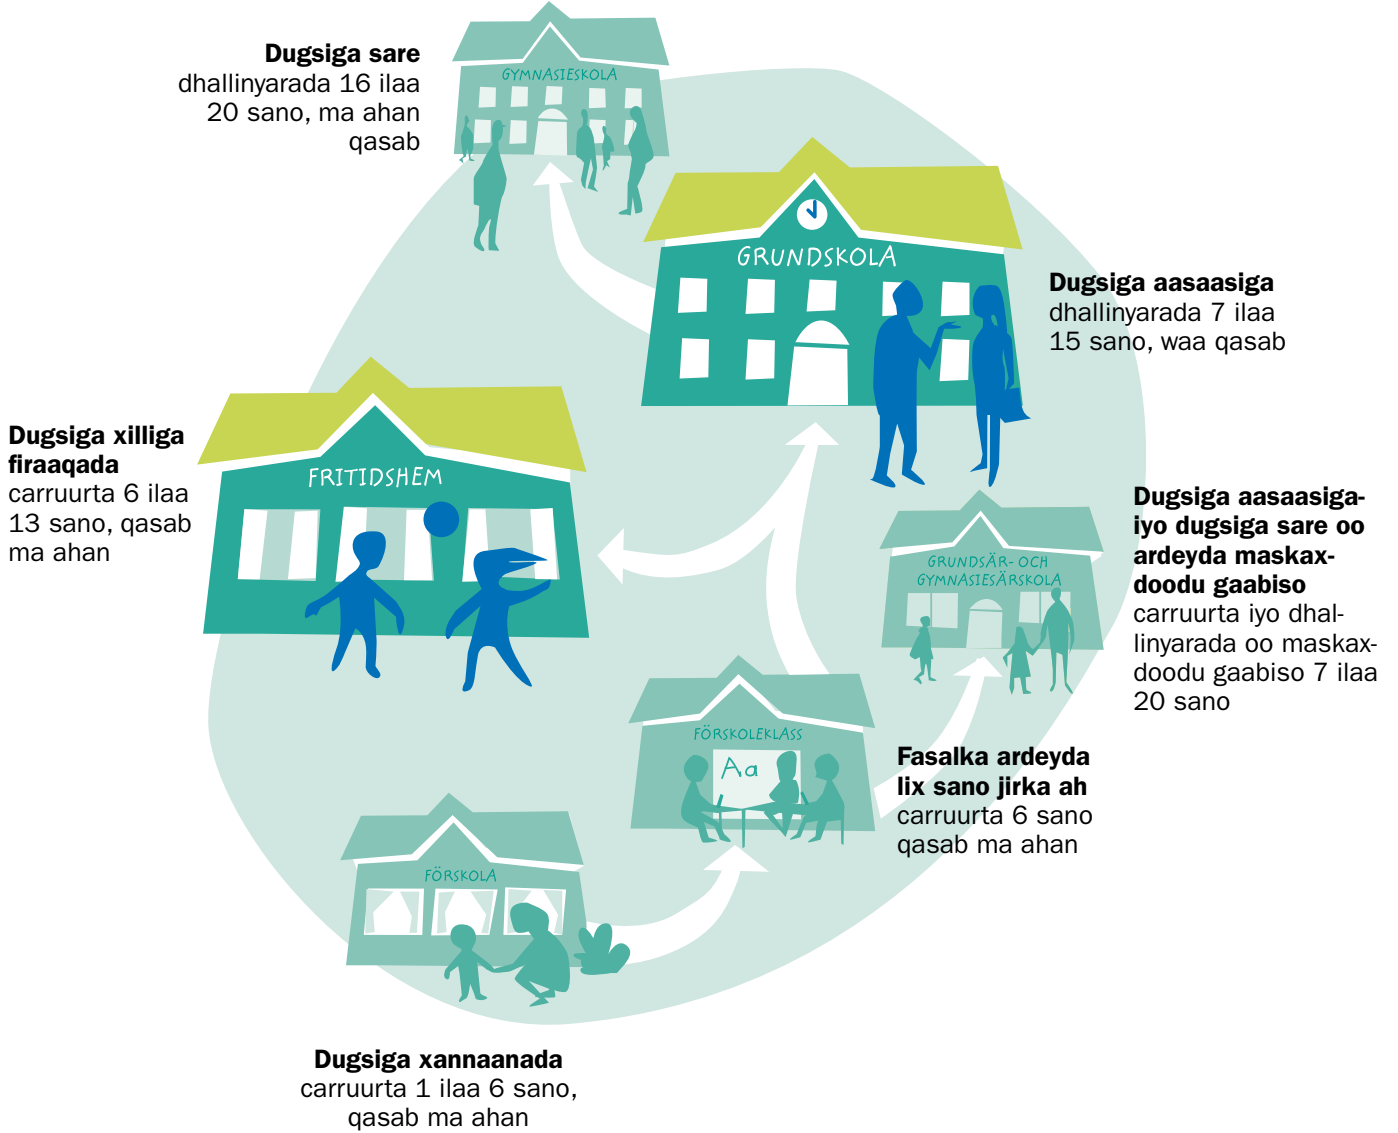 Dugsiga sare
dhallinyarada 16 ilaa
20 sano, ma ahan
qasab
GYMNASIESKOLA
GRUNDSKOLA
Dugsiga aasaasiga
dhallinyarada 7 ilaa
15 sano, waa qasab
Dugsiga xilliga
firaaqada
carruurta 6 ilaa
13 sano, qasab
ma ahan
FRITIDSHEM
Dugsiga aasaasiga-
iyo dugsiga sare oo
ardeyda maskax-
doodu gaabiso
carruurta iyo dhal-
linyarada oo maskax-
doodu gaabiso 7 ilaa
20 sano
GRUNDSÄR- OCH
GYMNASIESÄRSKOLA
FÖRSKOLEKLASS
Aa
Fasalka ardeyda
lix sano jirka ah
carruurta 6 sano
qasab ma ahan
FÖRSKOLA
Dugsiga xannaanada
carruurta 1 ilaa 6 sano,
qasab ma ahan